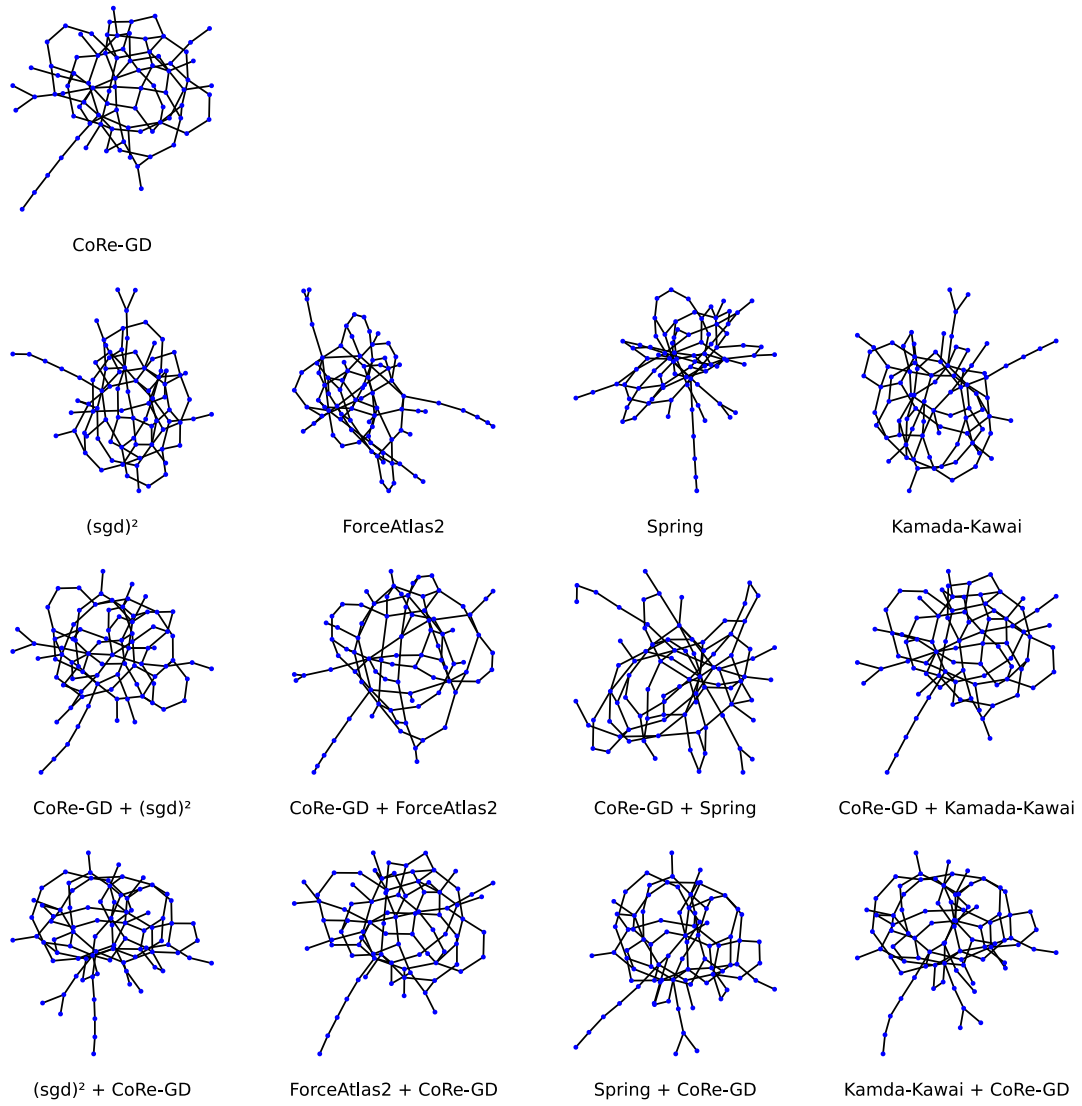 CoRe-GD
(sgd)²
ForceAtlas2
Spring
Kamada-Kawai
CoRe-GD + (sgd)²
CoRe-GD + ForceAtlas2
CoRe-GD + Spring
CoRe-GD + Kamada-Kawai
(sgd)² + CoRe-GD
ForceAtlas2 + CoRe-GD
Spring + CoRe-GD
Kamda-Kawai + CoRe-GD